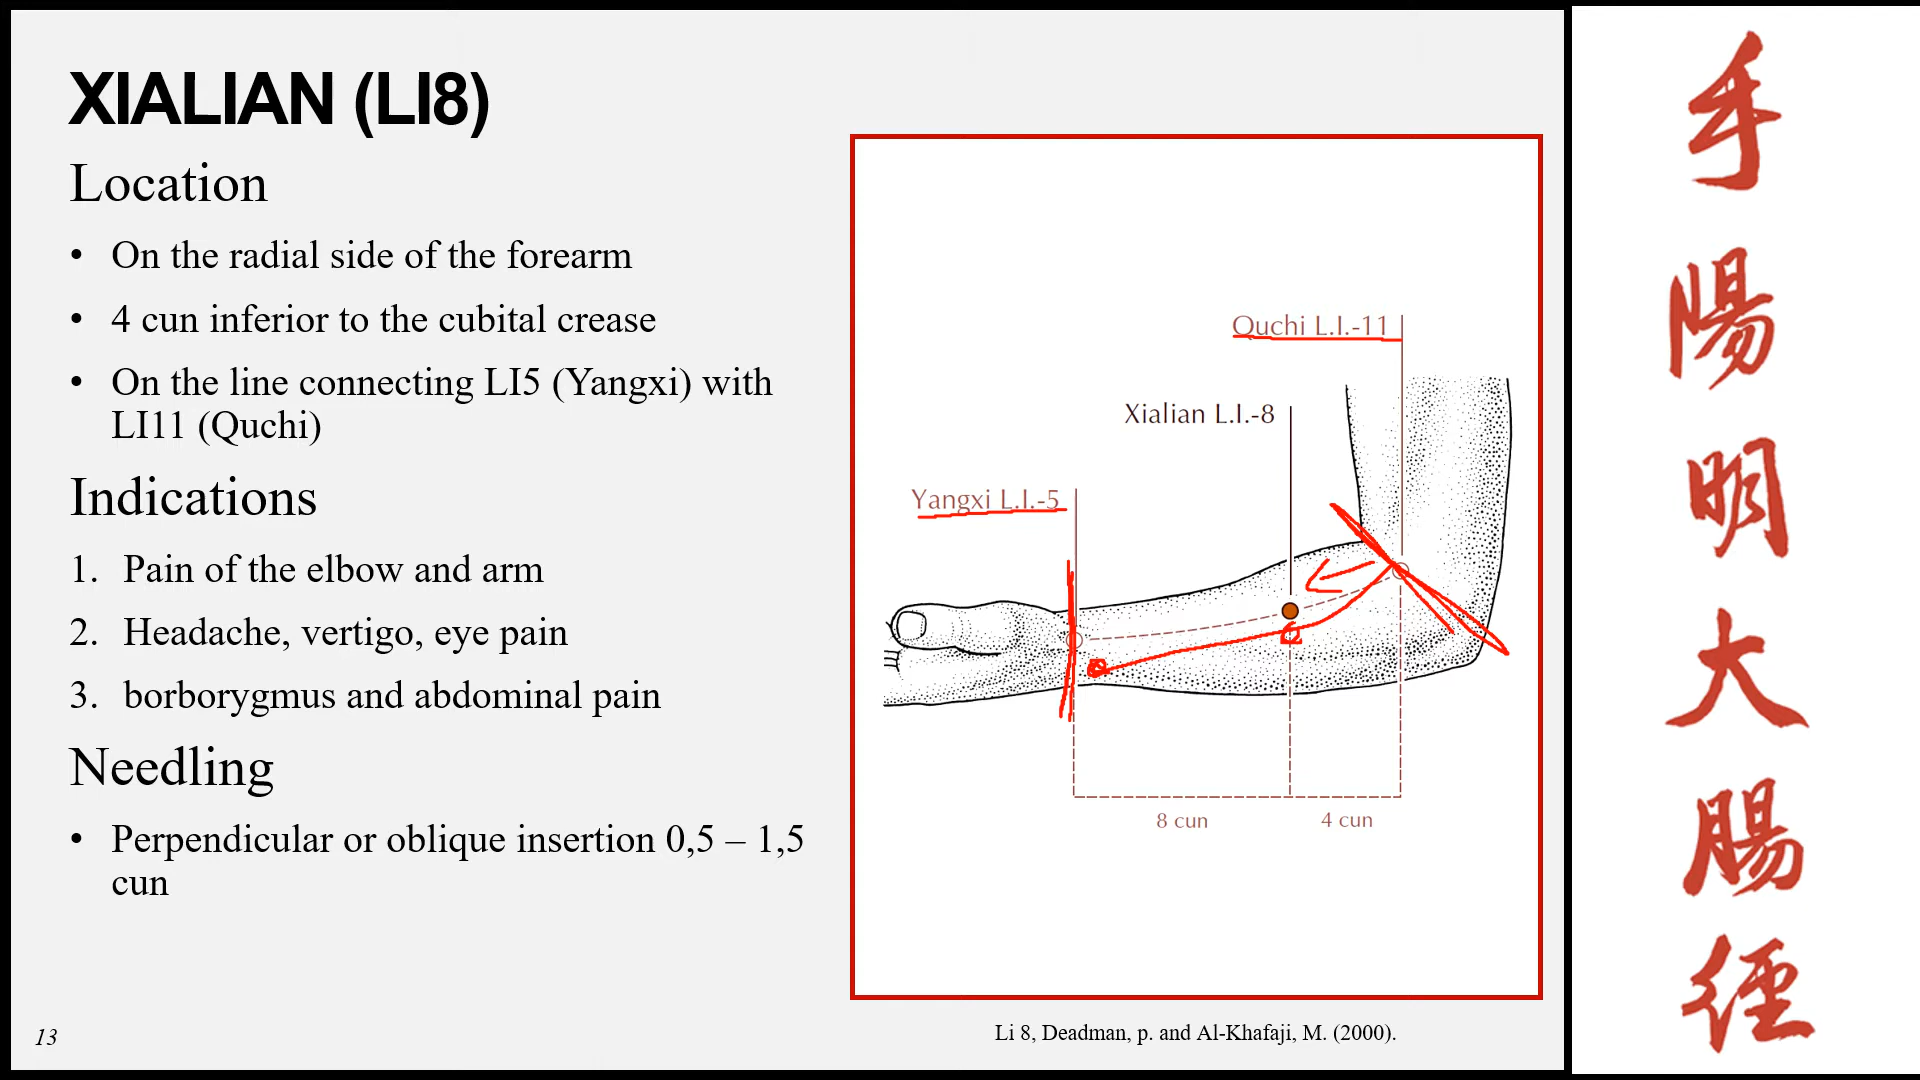 XIALIAN (LI8)
Location
• On the radial side of the forearm
• 4 cun inferior to the cubital crease
• On the line connecting LI5 (Yangxi) with
LI11 (Quchi)
Indications
1. Pain of the elbow and arm
2. Headache, vertigo, eye pain
3. borborygmus and abdominal pain
Needling
• Perpendicular or oblique insertion 0,5 – 1,5
cun
13
Quchi L.I.-11
Xialian L.I.-8
Yangxi L.I.-5
8 cun
4 cun
Li 8, Deadman, p. and Al-Khafaji, M. (2000).
手
陽
明
大
腸
經